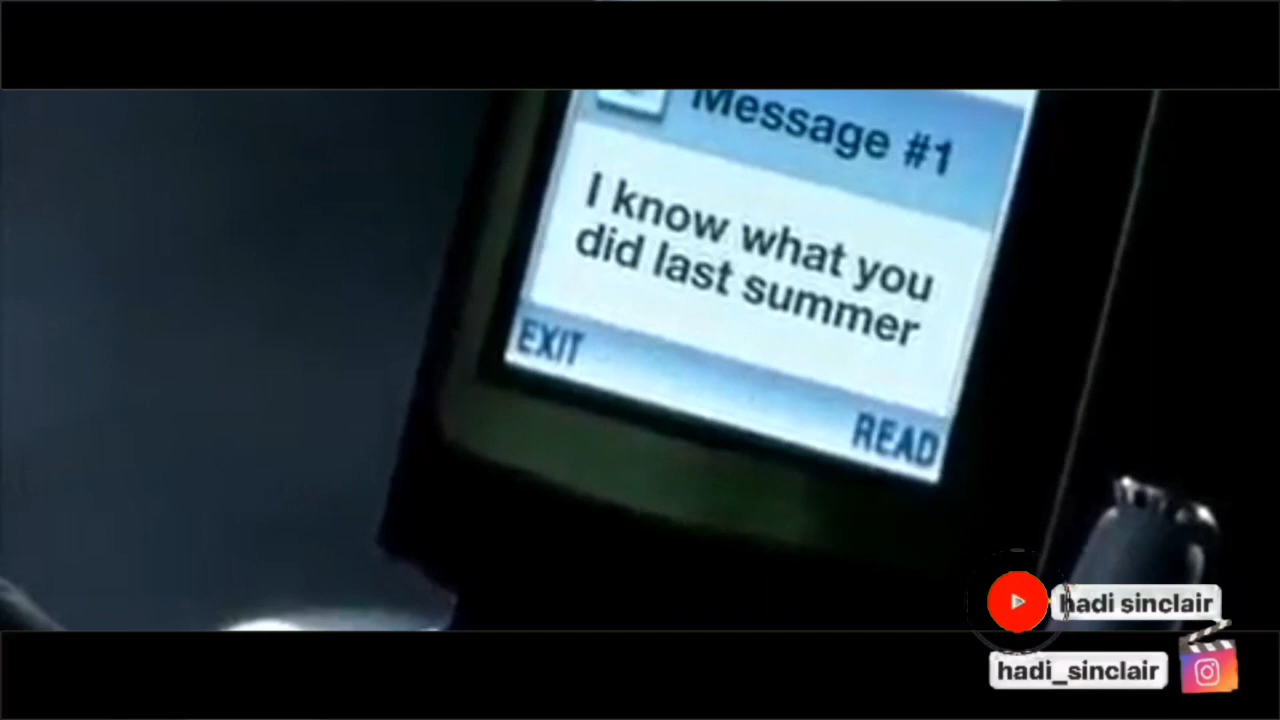 Message #1
I know what you
did last summer
EXIT
READ
hadi sinclair
hadi_sinclair